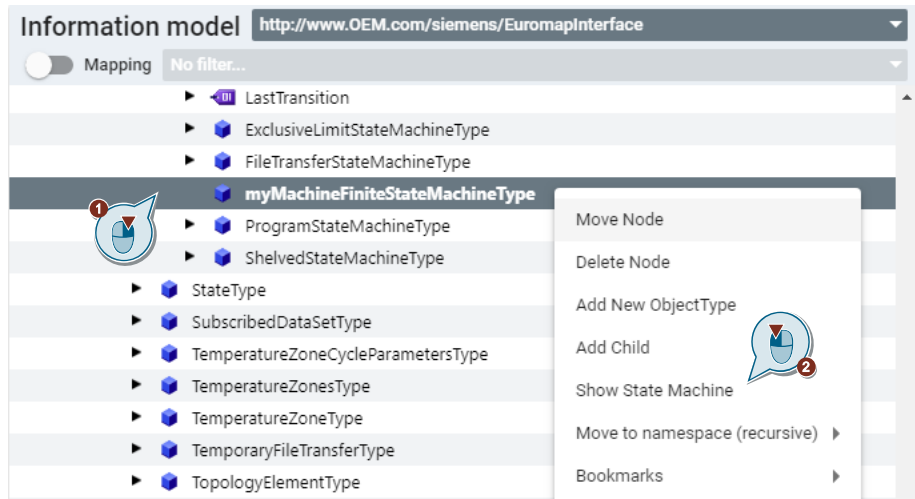 Information model http://www.OEM.com/siemens/EuromapInterface
Mapping No filter...
LastTransition
ExclusiveLimitStateMachineType
FileTransferStateMachineType
myMachineFiniteStateMachineType
1
ProgramStateMachineType
ShelvedStateMachineType
StateType
SubscribedDataSetType
TemperatureZoneCycleParametersType
TemperatureZonesType
TemperatureZoneType
TemporaryFileTransferType
TopologyElementType
Move Node
Delete Node
Add New ObjectType
Add Child
2
Show State Machine
Move to namespace (recursive)
Bookmarks